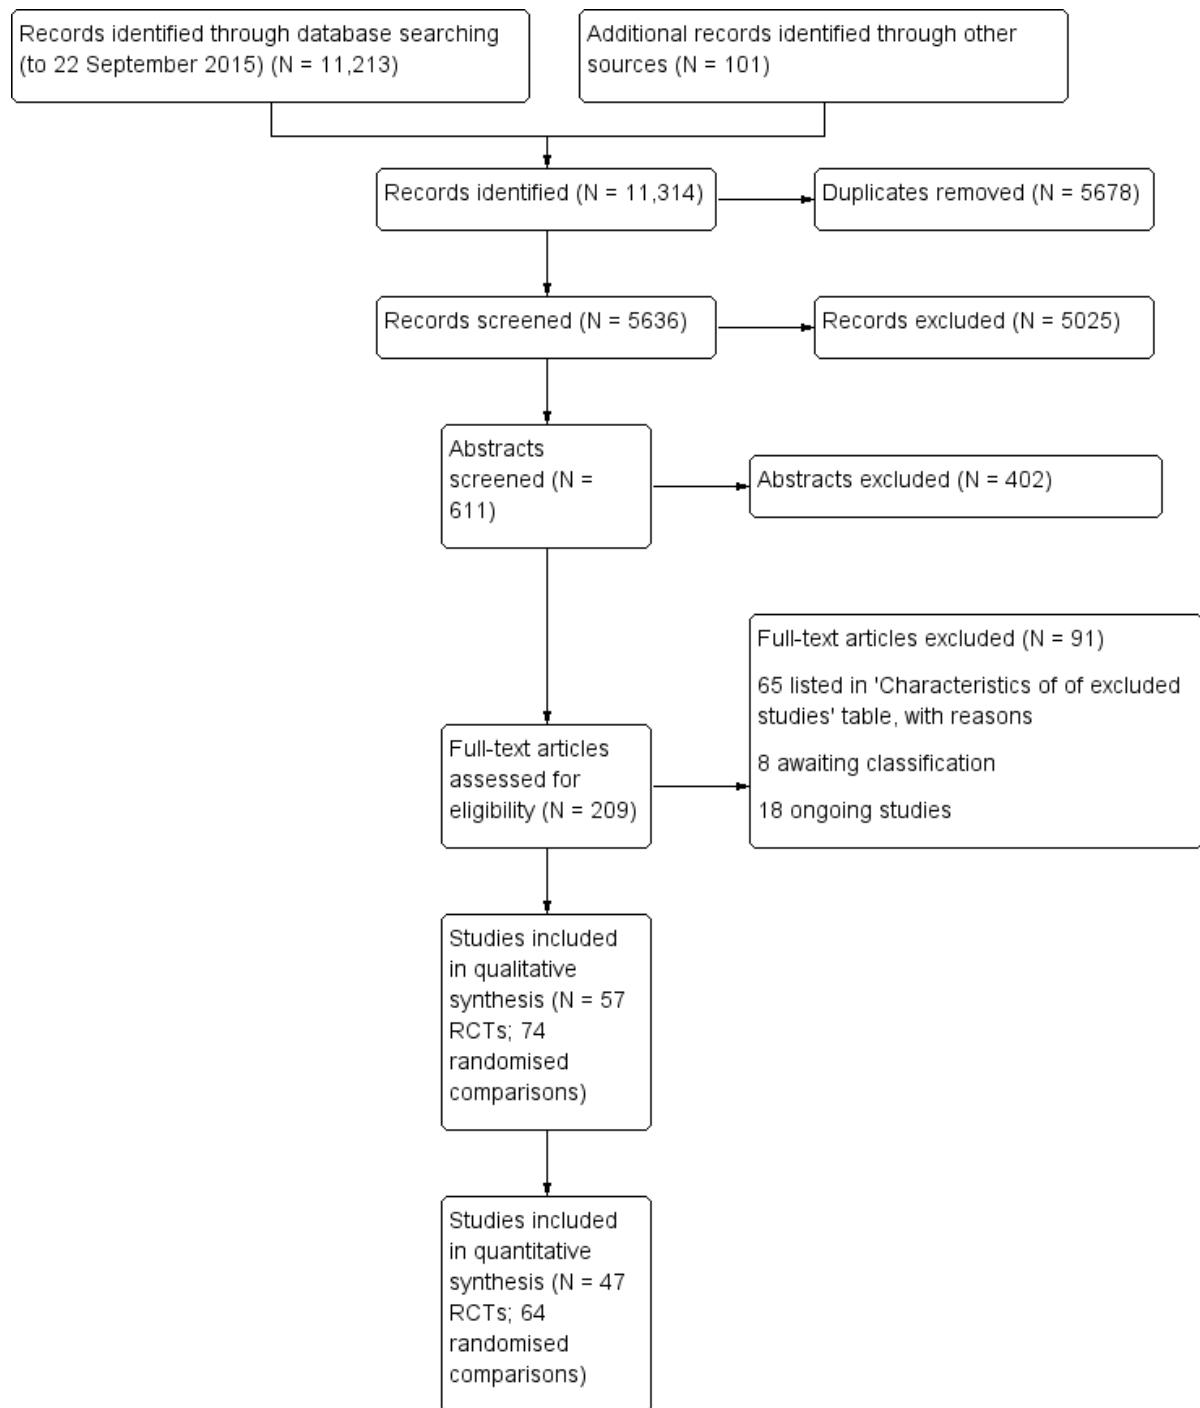 Records identified through database searching
(to 22 September 2015) (N = 11,213)
Additional records identified through other
sources (N = 101)
Records identified (N = 11,314)
Duplicates removed (N = 5678)
Records screened (N = 5636)
Records excluded (N = 5025)
Abstracts
screened (N =
611)
Abstracts excluded (N = 402)
Full-text articles
assessed for
eligibility (N = 209)
Full-text articles excluded (N = 91)
65 listed in 'Characteristics of of excluded
studies' table, with reasons
8 awaiting classification
18 ongoing studies
Studies included
in qualitative
synthesis (N = 57
RCTs; 74
randomised
comparisons)
Studies included
in quantitative
synthesis (N = 47
RCTs; 64
randomised
comparisons)